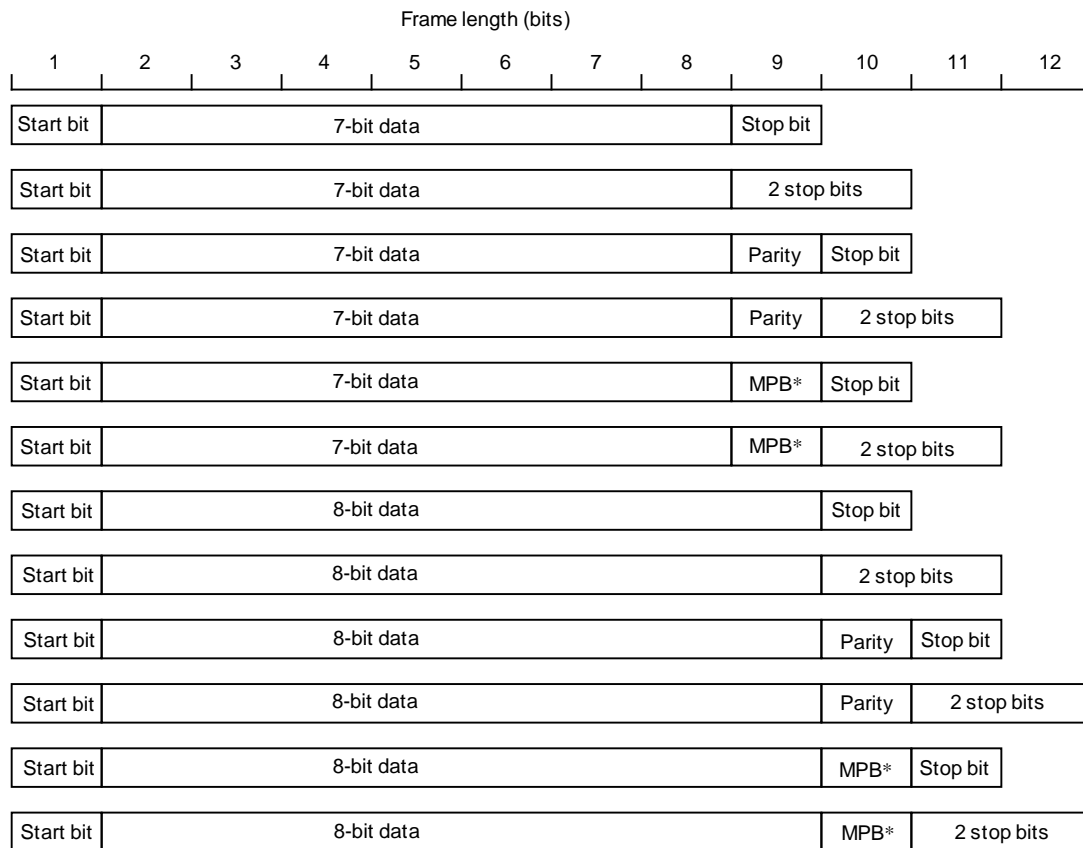 Frame length (bits)
1 2 3 4 5 6 7 8 9 10 11 12
Start bit 7-bit data Stop bit
Start bit 7-bit data 2 stop bits
Start bit 7-bit data Parity Stop bit
Start bit 7-bit data Parity 2 stop bits
Start bit 7-bit data MPB* Stop bit
Start bit 7-bit data MPB* 2 stop bits
Start bit 8-bit data Stop bit
Start bit 8-bit data 2 stop bits
Start bit 8-bit data Parity Stop bit
Start bit 8-bit data Parity 2 stop bits
Start bit 8-bit data MPB* Stop bit
Start bit 8-bit data MPB* 2 stop bits